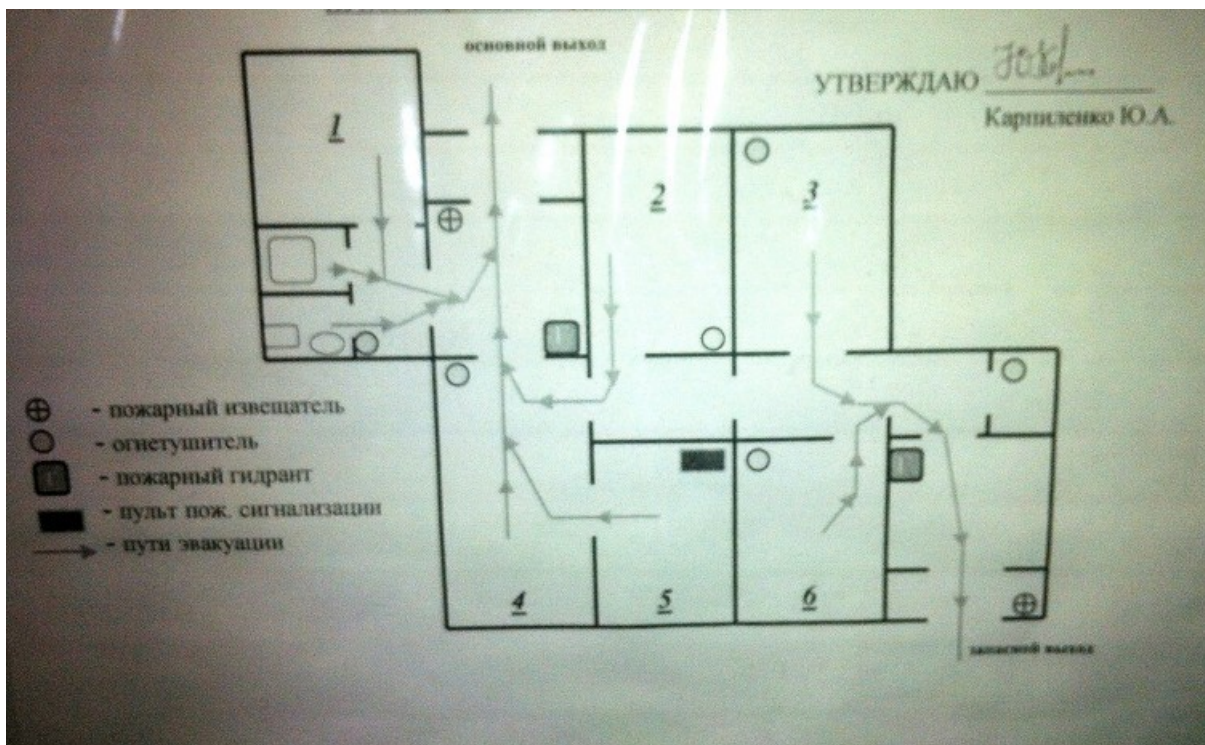 основной выход
УТВЕРЖДАЮ
Карпиленко Ю.А.
1
2
3
- пожарный извещатель
- огнетушитель
- пожарный гидрант
- пульт пож. сигнализации
- пути эвакуации
4
5
6
запасной выход